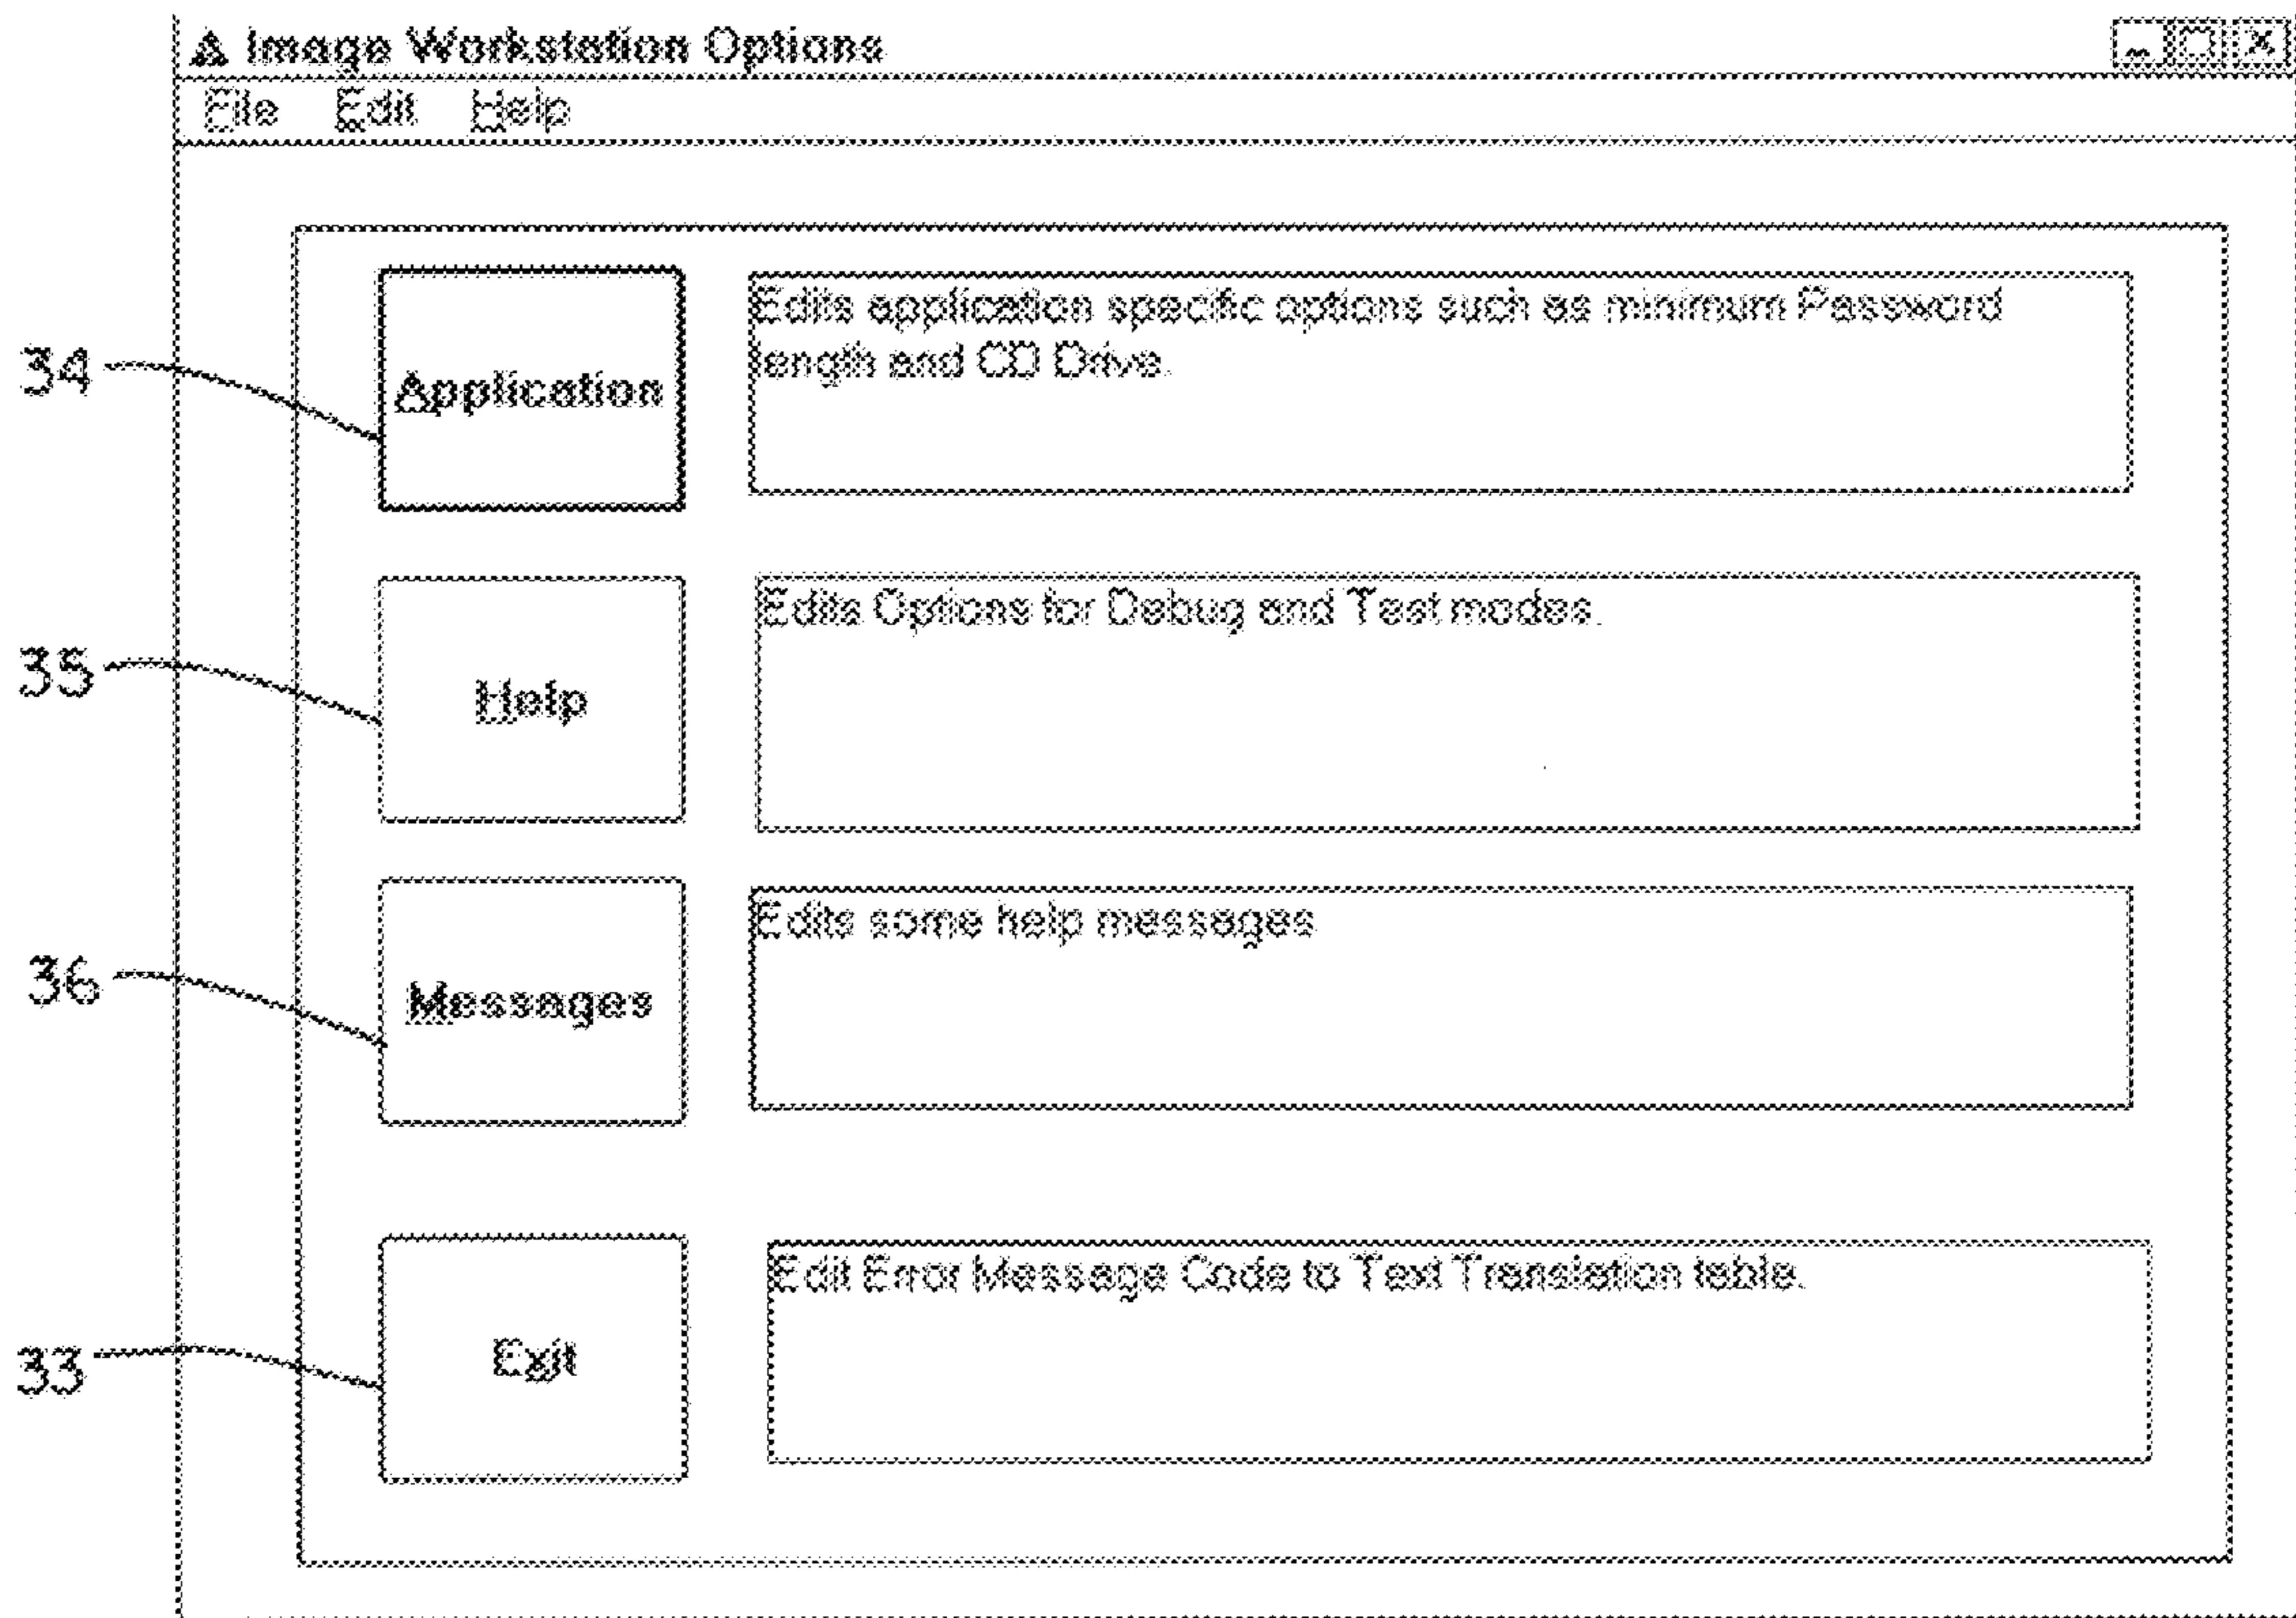 Image Workstation Options
File Edit Help
34
Application
Edits application specific options such as minimum Password
length and CD Drive.
35
Help
Edits Options for Debug and Test modes.
36
Messages
Edits some help messages
33
Exit
Edit Error Message Code to Text Translation table.